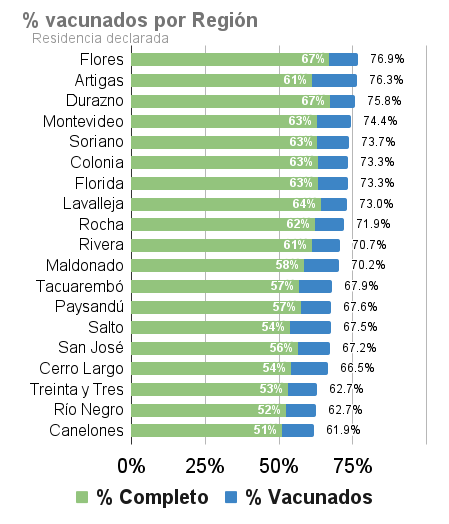 % vacunados por Región
Residencia declarada
Flores 67% 76.9%
Artigas 61% 76.3%
Durazno 67% 75.8%
Montevideo 63% 74.4%
Soriano 63% 73.7%
Colonia 63% 73.3%
Florida 63% 73.3%
Lavalleja 64% 73.0%
Rocha 62% 71.9%
Rivera 61% 70.7%
Maldonado 58% 70.2%
Tacuarembó 57% 67.9%
Paysandú 57% 67.6%
Salto 54% 67.5%
San José 56% 67.2%
Cerro Largo 54% 66.5%
Treinta y Tres 53% 62.7%
Río Negro 52% 62.7%
Canelones 51% 61.9%
0% 25% 50% 75%
% Completo % Vacunados